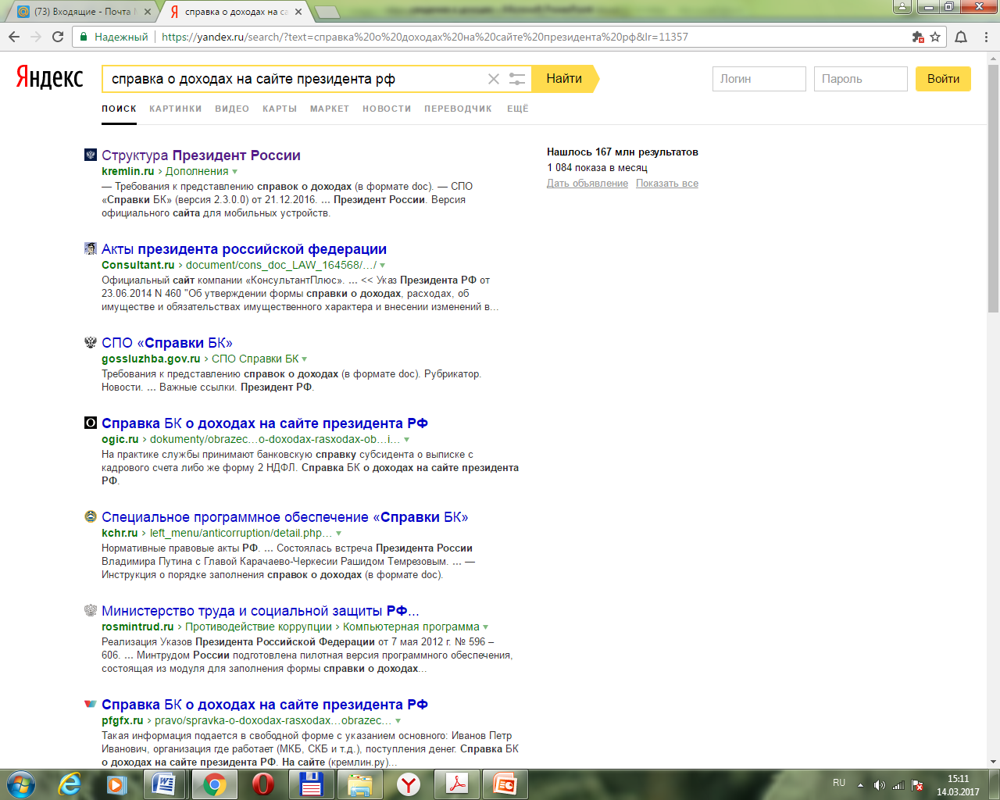 (73) Входящие - Почта
справка о доходах на са
Надежный
https://yandex.ru/search/?text=справка%20о%20доходах%20на%20сайте%20президента%20рф&lr=11357
Яндекс
справка о доходах на сайте президента рф
Найти
Логин
Пароль
Войти
ПОИСК КАРТИНКИ ВИДЕО КАРТЫ МАРКЕТ НОВОСТИ ПЕРЕВОДЧИК ЕЩЁ
Структура Президент России
kremlin.ru › Дополнения
— Требования к представлению справок о доходах (в формате doc). — СПО
«Справки БК» (версия 2.3.0.0) от 21.12.2016. ... Президент России. Версия
официального сайта для мобильных устройств.
Нашлось 167 млн результатов
1 084 показа в месяц
Дать объявление Показать все
Акты президента российской федерации
Consultant.ru › document/cons_doc_LAW_164568/…/
Официальный сайт компании «КонсультантПлюс». ... << Указ Президента РФ от
23.06.2014 N 460 "Об утверждении формы справки о доходах, расходах, об
имуществе и обязательствах имущественного характера и внесении изменений в...
СПО «Справки БК»
gossluzhba.gov.ru › СПО Справки БК
Требования к представлению справок о доходах (в формате doc). Рубрикатор.
Новости. ... Важные ссылки. Президент РФ.
Справка БК о доходах на сайте президента РФ
ogic.ru › dokumenty/obrazec…o-doxodax-rasxodax-ob…i…
На практике службы принимают банковскую справку субсидента о выписке с
кадрового счета либо же форму 2 НДФЛ. Справка БК о доходах на сайте президента
РФ.
Специальное программное обеспечение «Справки БК»
kchr.ru › left_menu/anticorruption/detail.php…
Нормативные правовые акты РФ. ... Состоялась встреча Президента России
Владимира Путина с Главой Карачаево-Черкесии Рашидом Темрезовым. ... —
Инструкция о порядке заполнения справок о доходах (в формате doc).
Министерство труда и социальной защиты РФ...
rosmintrud.ru › Противодействие коррупции › Компьютерная программа
Реализация Указов Президента Российской Федерации от 7 мая 2012 г. № 596 –
606. ... Минтрудом России подготовлена пилотная версия программного обеспечения,
состоящая из модуля для заполнения формы справки о доходах...
Справка БК о доходах на сайте президента РФ
pfgfx.ru › pravo/spravka-o-doxodax-rasxodax…obrazec…
Такая информация подается в свободной форме с указанием основного: Иванов Петр
Иванович, организация где работает (МКБ, СКБ и т.д.), поступления денег. Справка БК
о доходах на сайте президента РФ. На сайте (кремлин.ру)...
RU
15:11
14.03.2017